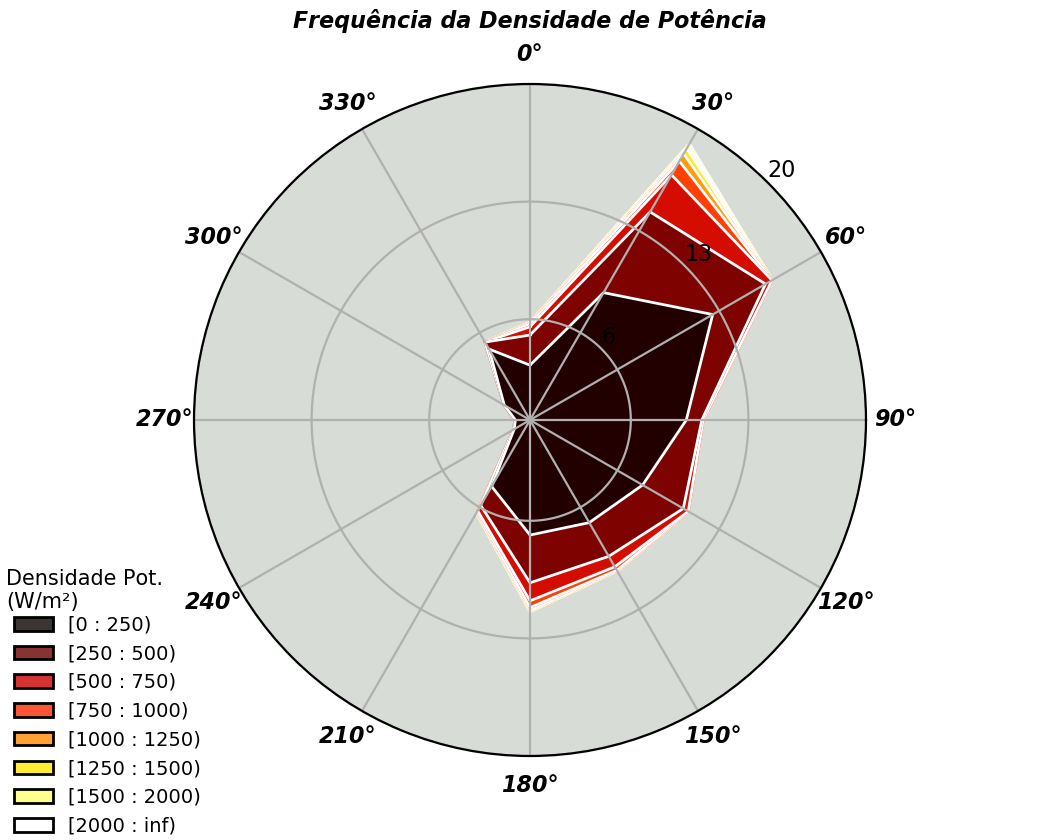 Frequência da Densidade de Potência
0°
330°
30°
20
300°
60°
13
6
270°
90°
240°
120°
210°
150°
180°
Densidade Pot.
(W/m²)
[0 : 250)
[250 : 500)
[500 : 750)
[750 : 1000)
[1000 : 1250)
[1250 : 1500)
[1500 : 2000)
[2000 : inf)